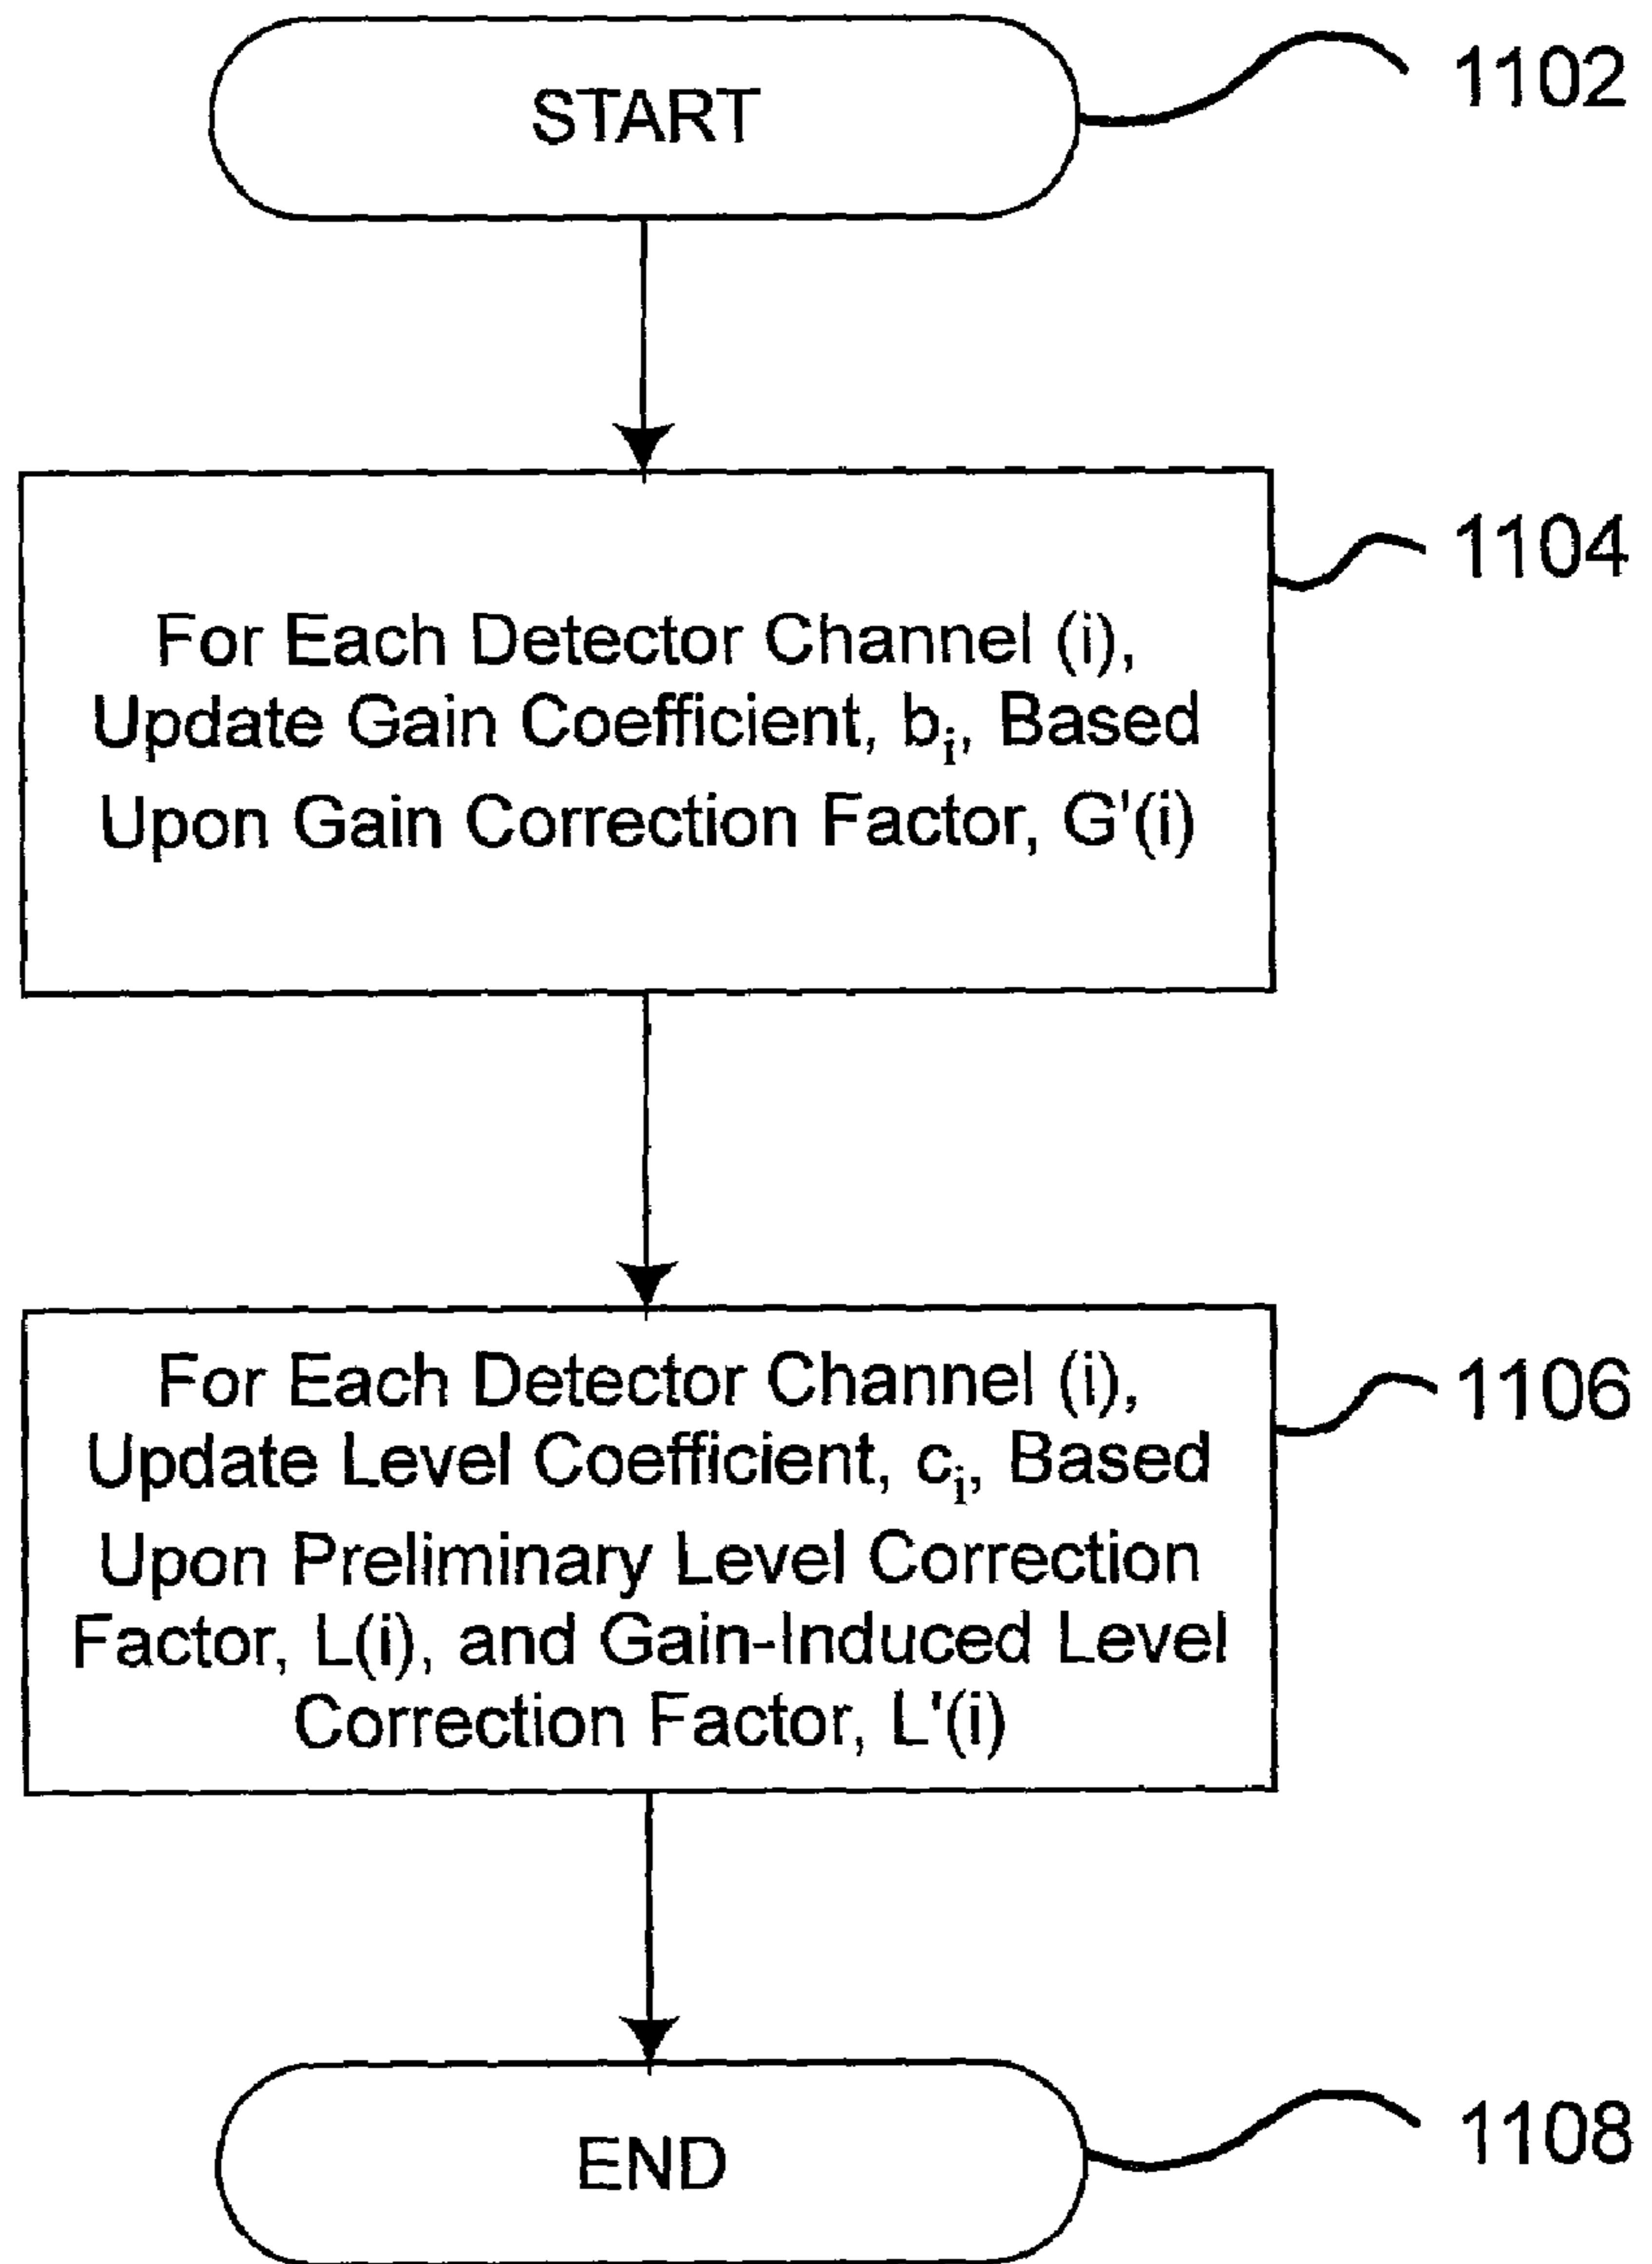 START
1102
1104
For Each Detector Channel (i),
Update Gain Coefficient, bᵢ, Based
Upon Gain Correction Factor, G'(i)
1106
For Each Detector Channel (i),
Update Level Coefficient, cᵢ, Based
Upon Preliminary Level Correction
Factor, L(i), and Gain-Induced Level
Correction Factor, L'(i)
END
1108